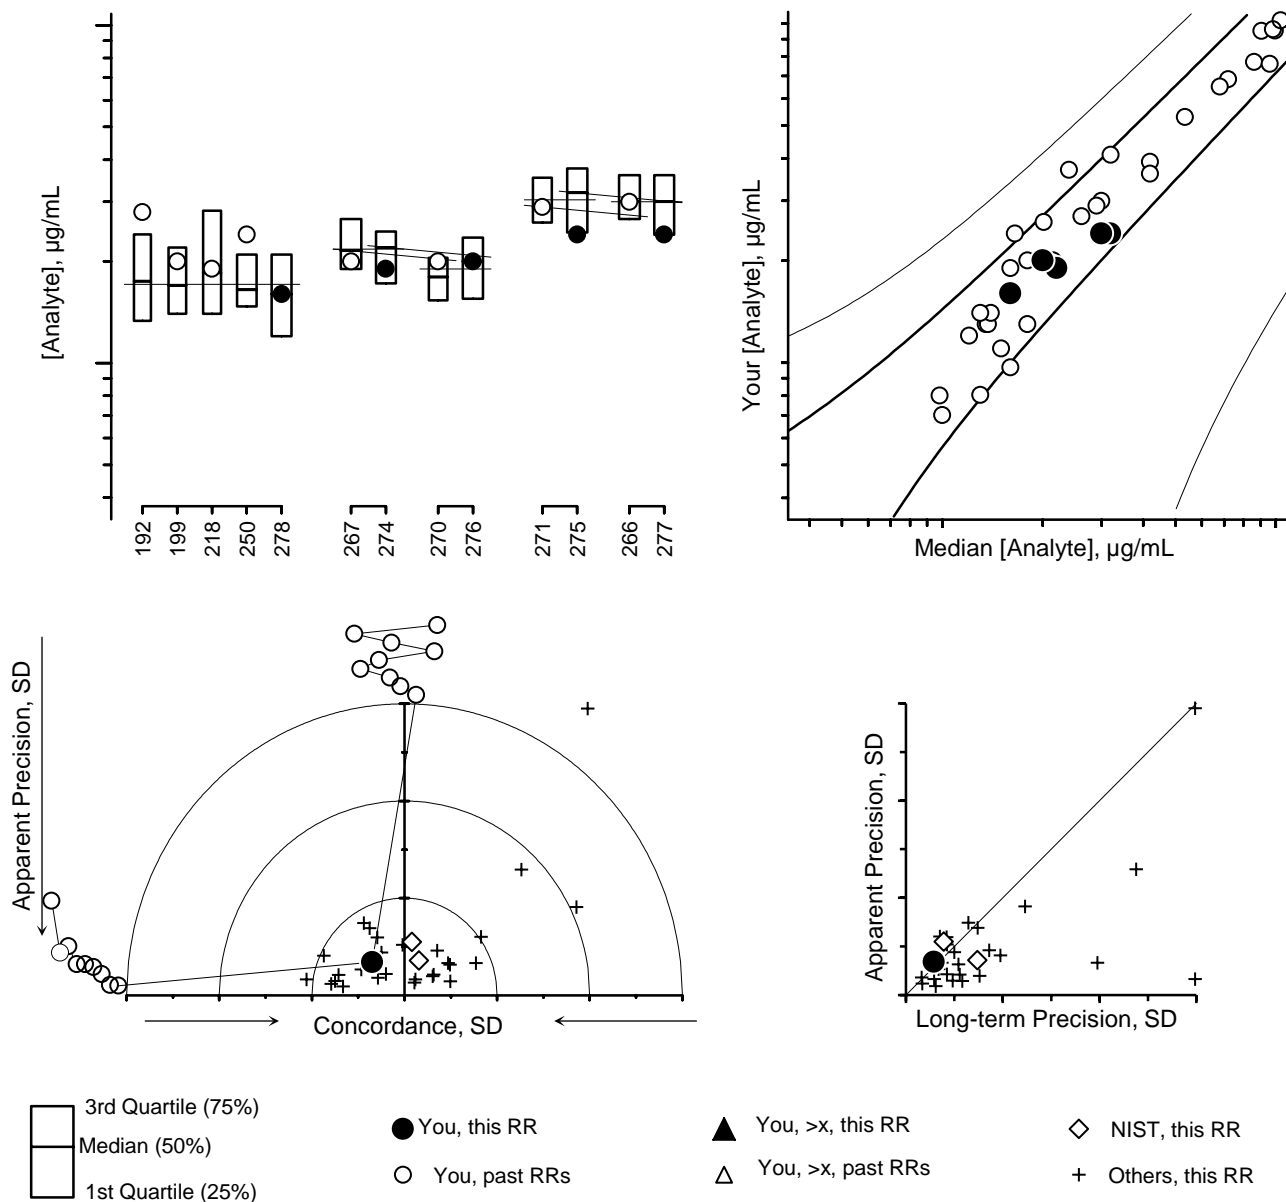 [Analyte], µg/mL
192
199
218
250
278
267
274
270
276
271
275
266
277
Your [Analyte], µg/mL
Median [Analyte], µg/mL
Apparent Precision, SD
Concordance, SD
Apparent Precision, SD
Long-term Precision, SD
3rd Quartile (75%)
Median (50%)
1st Quartile (25%)
You, this RR
You, past RRs
You, >x, this RR
You, >x, past RRs
NIST, this RR
Others, this RR